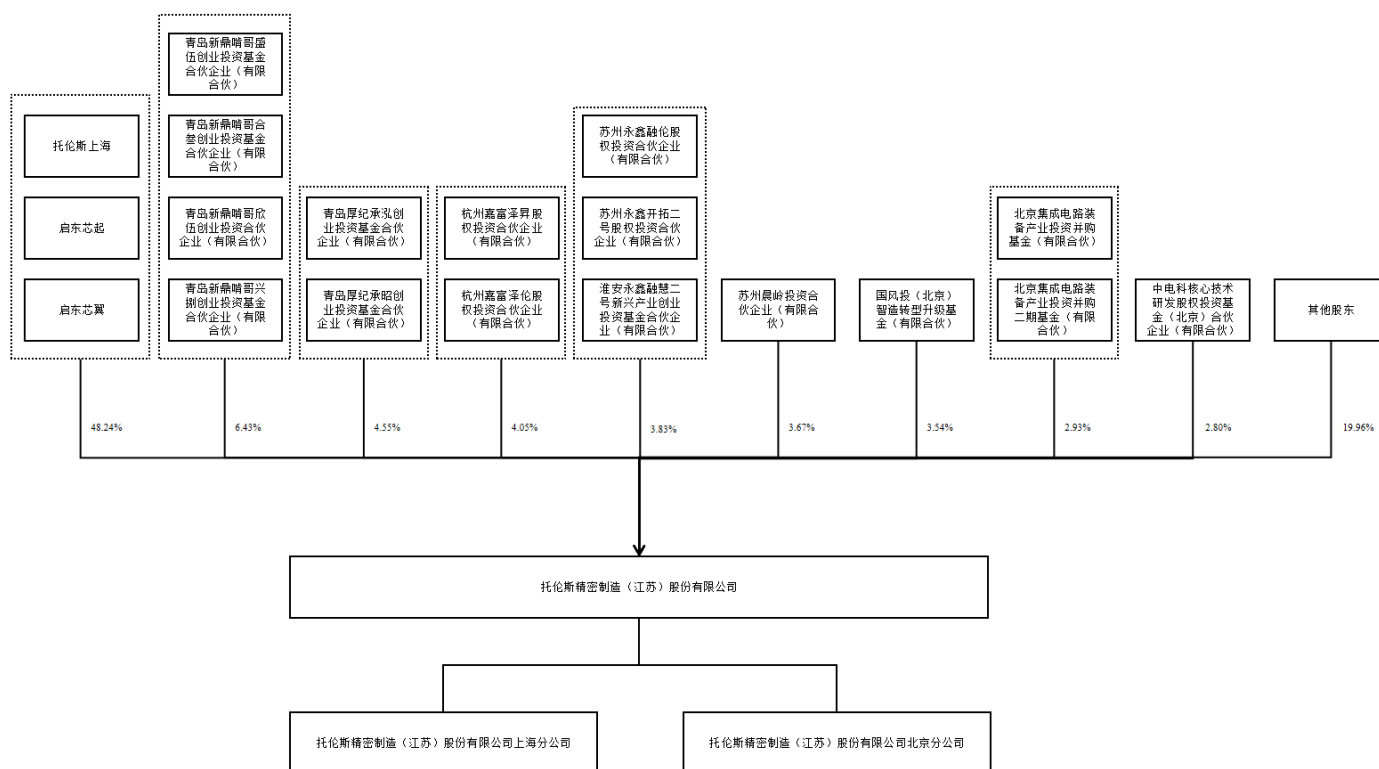 青岛新鼎啃哥盛
伍创业投资基金
合伙企业（有限
合伙）
托伦斯上海
青岛新鼎啃哥合
叁创业投资基金
合伙企业（有限
合伙）
苏州永鑫融伦股
权投资合伙企业
（有限合伙）
启东芯起
青岛新鼎啃哥欣
伍创业投资合伙
企业（有限合伙）
青岛厚纪承泓创
业投资基金合伙
企业（有限合伙）
杭州嘉富泽昇股
权投资合伙企业
（有限合伙）
苏州永鑫开拓二
号股权投资合伙
企业（有限合伙）
北京集成电路装
备产业投资并购
基金（有限合伙）
启东芯翼
青岛新鼎啃哥兴
捌创业投资基金
合伙企业（有限
合伙）
青岛厚纪承昭创
业投资基金合伙
企业（有限合伙）
杭州嘉富泽伦股
权投资合伙企业
（有限合伙）
淮安永鑫融慧二
号新兴产业创业
投资基金合伙企
业（有限合伙）
苏州晨岭投资合
伙企业（有限合
伙）
国风投（北京）
智造转型升级基
金（有限合伙）
北京集成电路装
备产业投资并购
二期基金（有限
合伙）
中电科核心技术
研发股权投资基
金（北京）合伙
企业（有限合伙）
其他股东
48.24%
6.43%
4.55%
4.05%
3.83%
3.67%
3.54%
2.93%
2.80%
19.96%
托伦斯精密制造（江苏）股份有限公司
托伦斯精密制造（江苏）股份有限公司上海分公司
托伦斯精密制造（江苏）股份有限公司北京分公司